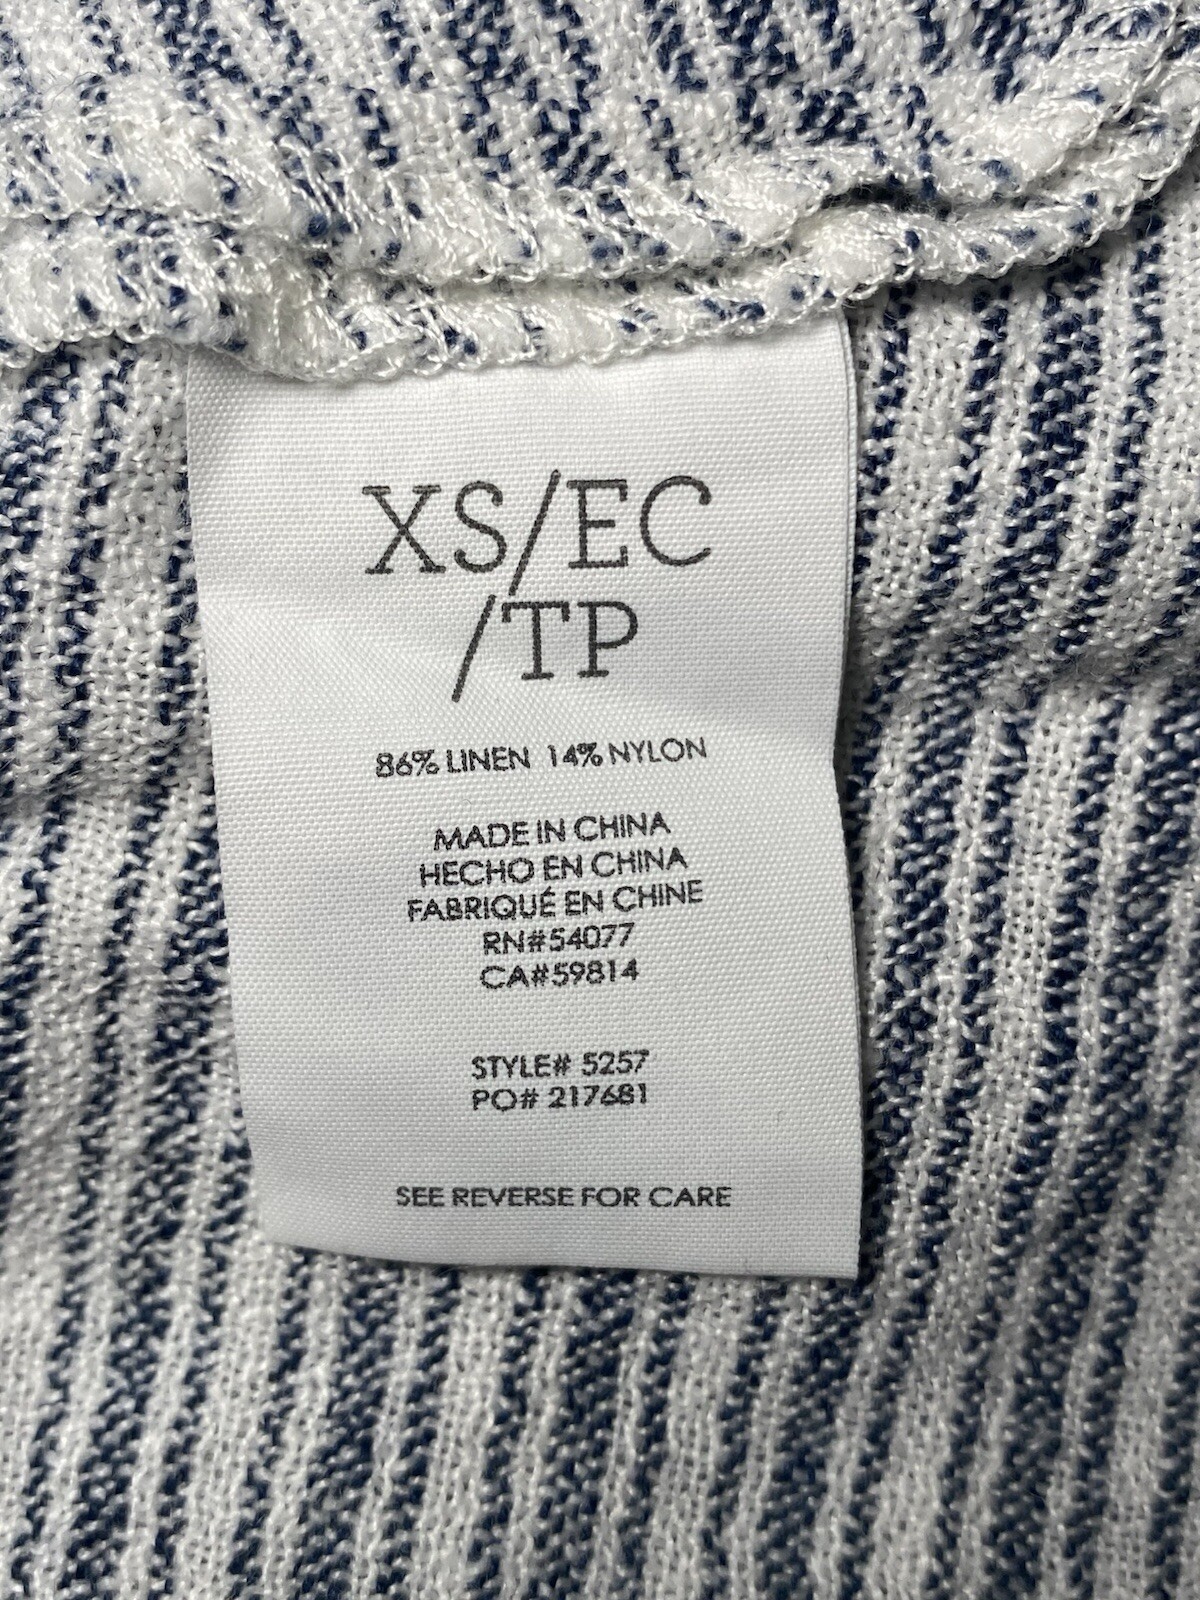 XS/EC
/TP
86% LINEN 14% NYLON
MADE IN CHINA
HECHO EN CHINA
FABRIQUÉ EN CHINE
RN#54077
CA#59814
STYLE# 5257
PO# 217681
SEE REVERSE FOR CARE